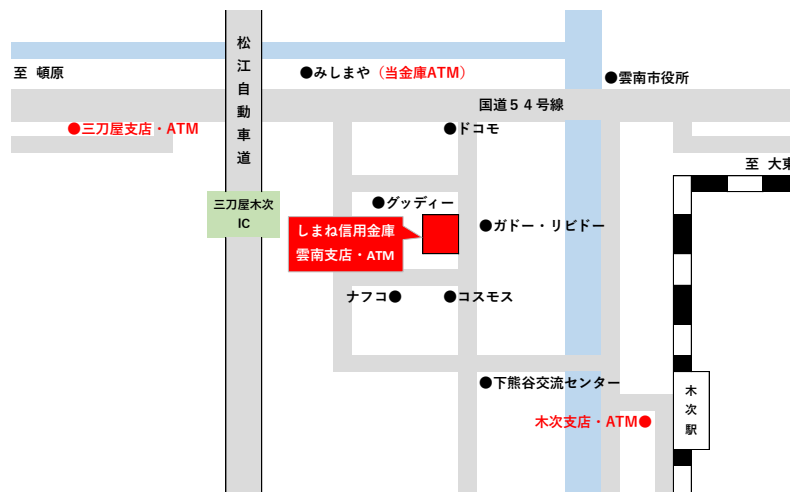 松江自動車道
至 頓原
●みしまや（当金庫ATM）
●雲南市役所
国道５４号線
●三刀屋支店・ATM
●ドコモ
至 大東
三刀屋木次
IC
●グッディー
しまね信用金庫
雲南支店・ATM
●ガドー・リビドー
ナフコ●
●コスモス
●下熊谷交流センター
木次駅
木次支店・ATM●